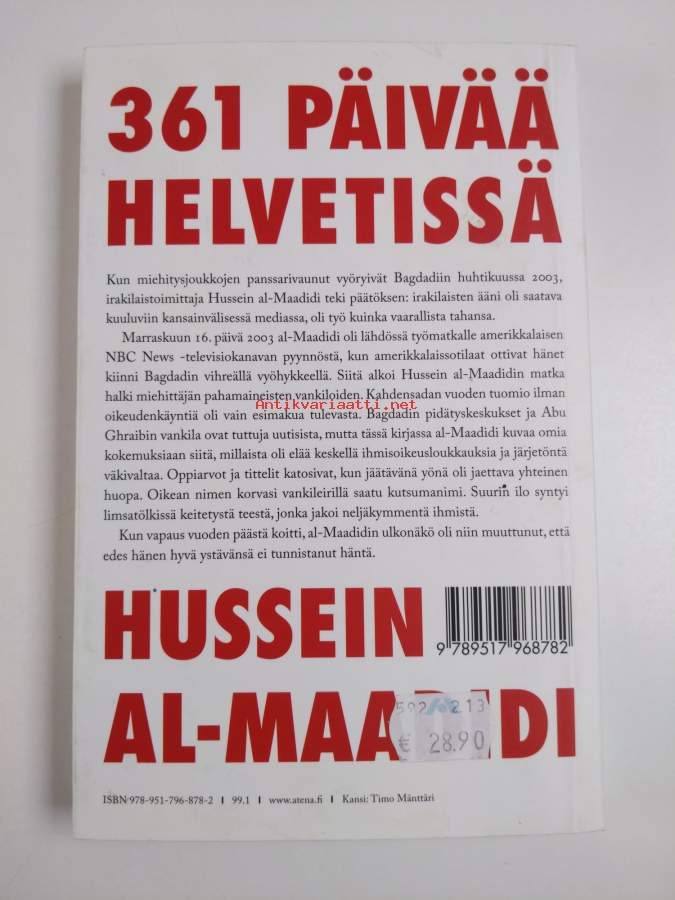 361 PÄIVÄÄ
HELVETISSÄ
Kun miehitysjoukkojen panssarivaunut vyöryivät Bagdadiin huhtikuussa 2003,
irakilaistoimittaja Hussein al-Maadidi teki päätöksen: irakilaisten ääni oli saatava
kuuluviin kansainvälisessä mediassa, oli työ kuinka vaarallista tahansa.
Marraskuun 16. päivä 2003 al-Maadidi oli lähdössä työmatkalle amerikkalaisen
NBC News -televisiokanavan pyynnöstä, kun amerikkalaissotilaat ottivat hänet
kiinni Bagdadin vihreällä vyöhykkeellä. Siitä alkoi Hussein al-Maadidin matka
halki miehittäjän pahamaineisten vankiloiden. Kahdensadan vuoden tuomio ilman
Antikvariaatti.net
oikeudenkäyntiä oli vain esimakua tulevasta. Bagdadin pidätyskeskukset ja Abu
Ghraibin vankila ovat tuttuja uutisista, mutta tässä kirjassa al-Maadidi kuvaa omia
kokemuksiaan siitä, millaista oli elää keskellä ihmisoikeusloukkauksia ja järjetöntä
väkivaltaa. Oppiarvot ja tittelit katosivat, kun jäätävänä yönä oli jaettava yhteinen
huopa. Oikean nimen korvasi vankileirillä saatu kutsumanimi. Suurin ilo syntyi
limsatölkissä keitetystä teestä, jonka jakoi neljäkymmentä ihmistä.
Kun vapaus vuoden päästä koitti, al-Maadidin ulkonäkö oli niin muuttunut, että
edes hänen hyvä ystävänsä ei tunnistanut häntä.
HUSSEIN
9 789517 968782
AL-MAADIDI
592 213
€ 28.90
ISBN 978-951-796-878-2 I 99.1 I www.atena.fi I Kansi: Timo Mänttäri